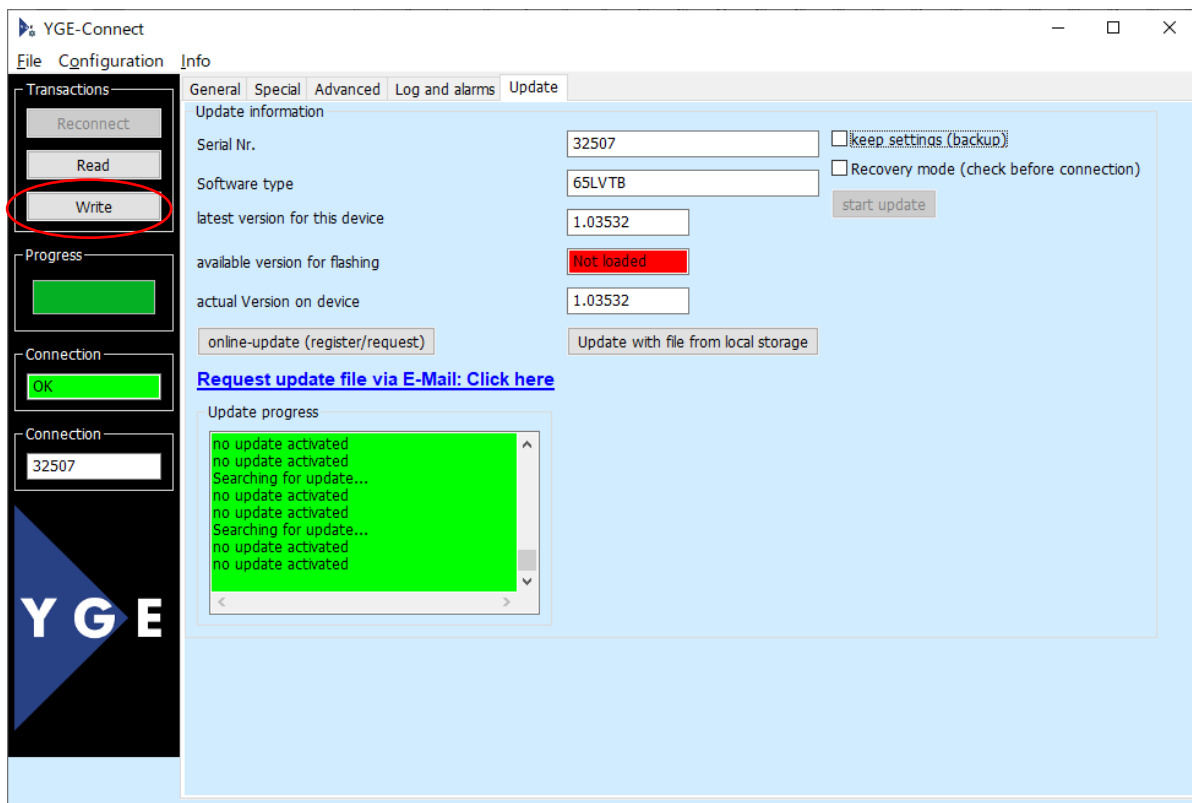 YGE-Connect
File Configuration Info
Transactions
Reconnect
Read
Write
Progress
Connection
OK
Connection
32507
YGE
General Special Advanced Log and alarms Update
Update information
Serial Nr. 32507
Software type 65LVTB
latest version for this device 1.03532
available version for flashing Not loaded
actual Version on device 1.03532
keep settings (backup)
Recovery mode (check before connection)
start update
online-update (register/request) Update with file from local storage
Request update file via E-Mail: Click here
Update progress
no update activated
no update activated
Searching for update...
no update activated
no update activated
Searching for update...
no update activated
no update activated